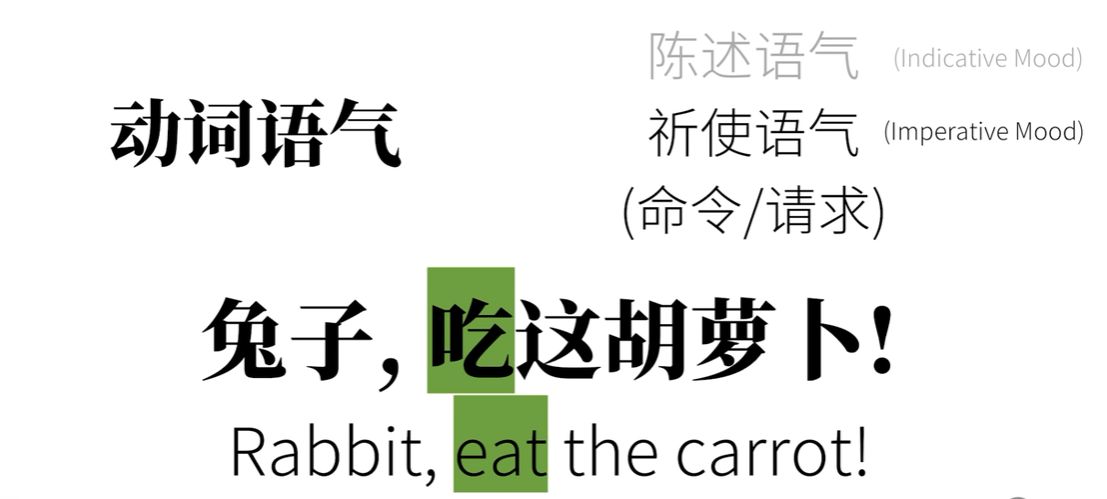 陈述语气 (Indicative Mood)
动词语气
祈使语气 (Imperative Mood)
(命令/请求)
兔子, 吃这胡萝卜!
Rabbit, eat the carrot!